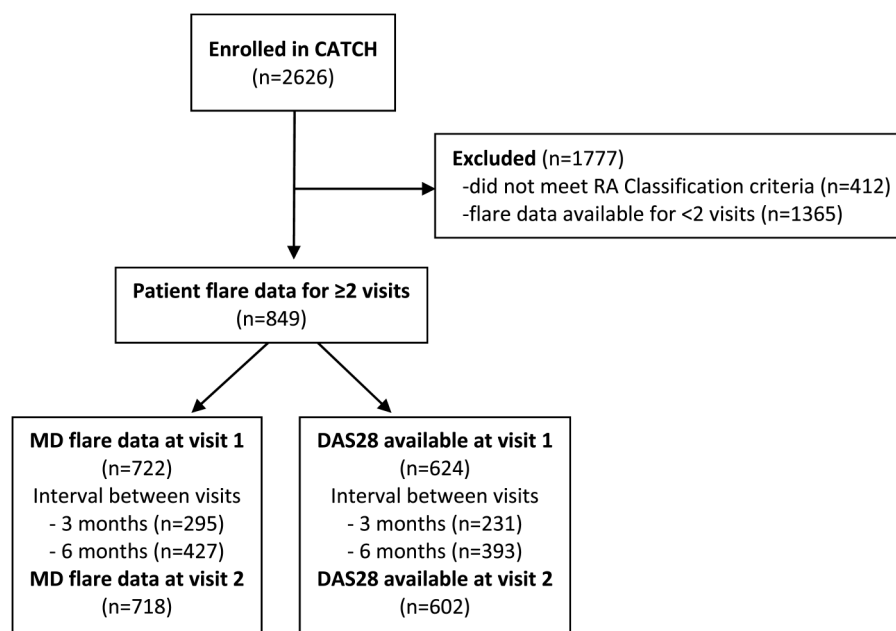 Enrolled in CATCH
(n=2626)
Excluded (n=1777)
-did not meet RA Classification criteria (n=412)
-flare data available for <2 visits (n=1365)
Patient flare data for ≥2 visits
(n=849)
MD flare data at visit 1
(n=722)
Interval between visits
- 3 months (n=295)
- 6 months (n=427)
MD flare data at visit 2
(n=718)
DAS28 available at visit 1
(n=624)
Interval between visits
- 3 months (n=231)
- 6 months (n=393)
DAS28 available at visit 2
(n=602)